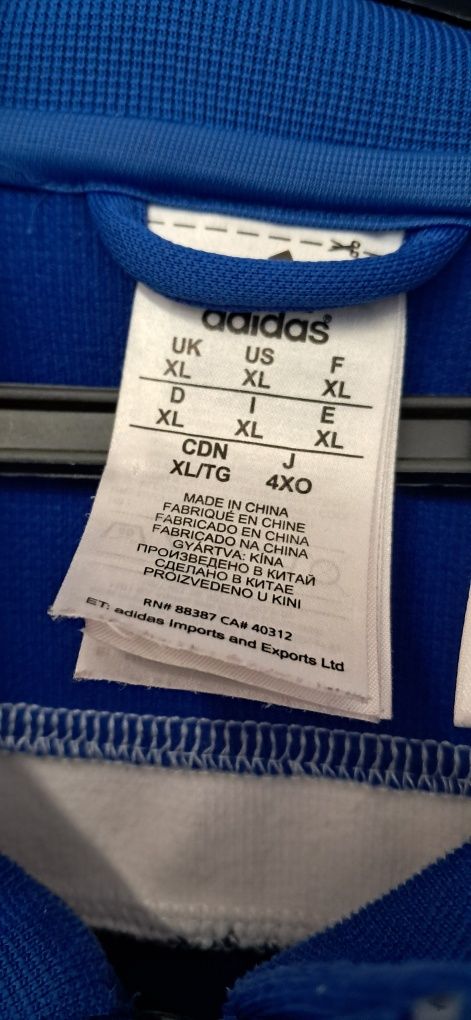 adidas®
UK US F
XL XL XL
D I E
XL XL XL
CDN J
XL/TG 4XO
MADE IN CHINA
FABRIQUÉ EN CHINE
FABRICADO EN CHINA
FABRICADO NA CHINA
GYÁRTVA: KÍNA
ПРОИЗВЕДЕНО В КИТАЙ
СДЕЛАНО В КИТАЕ
PROIZVEDENO U KINI
RN# 88387 CA# 40312
ET: adidas Imports and Exports Ltd